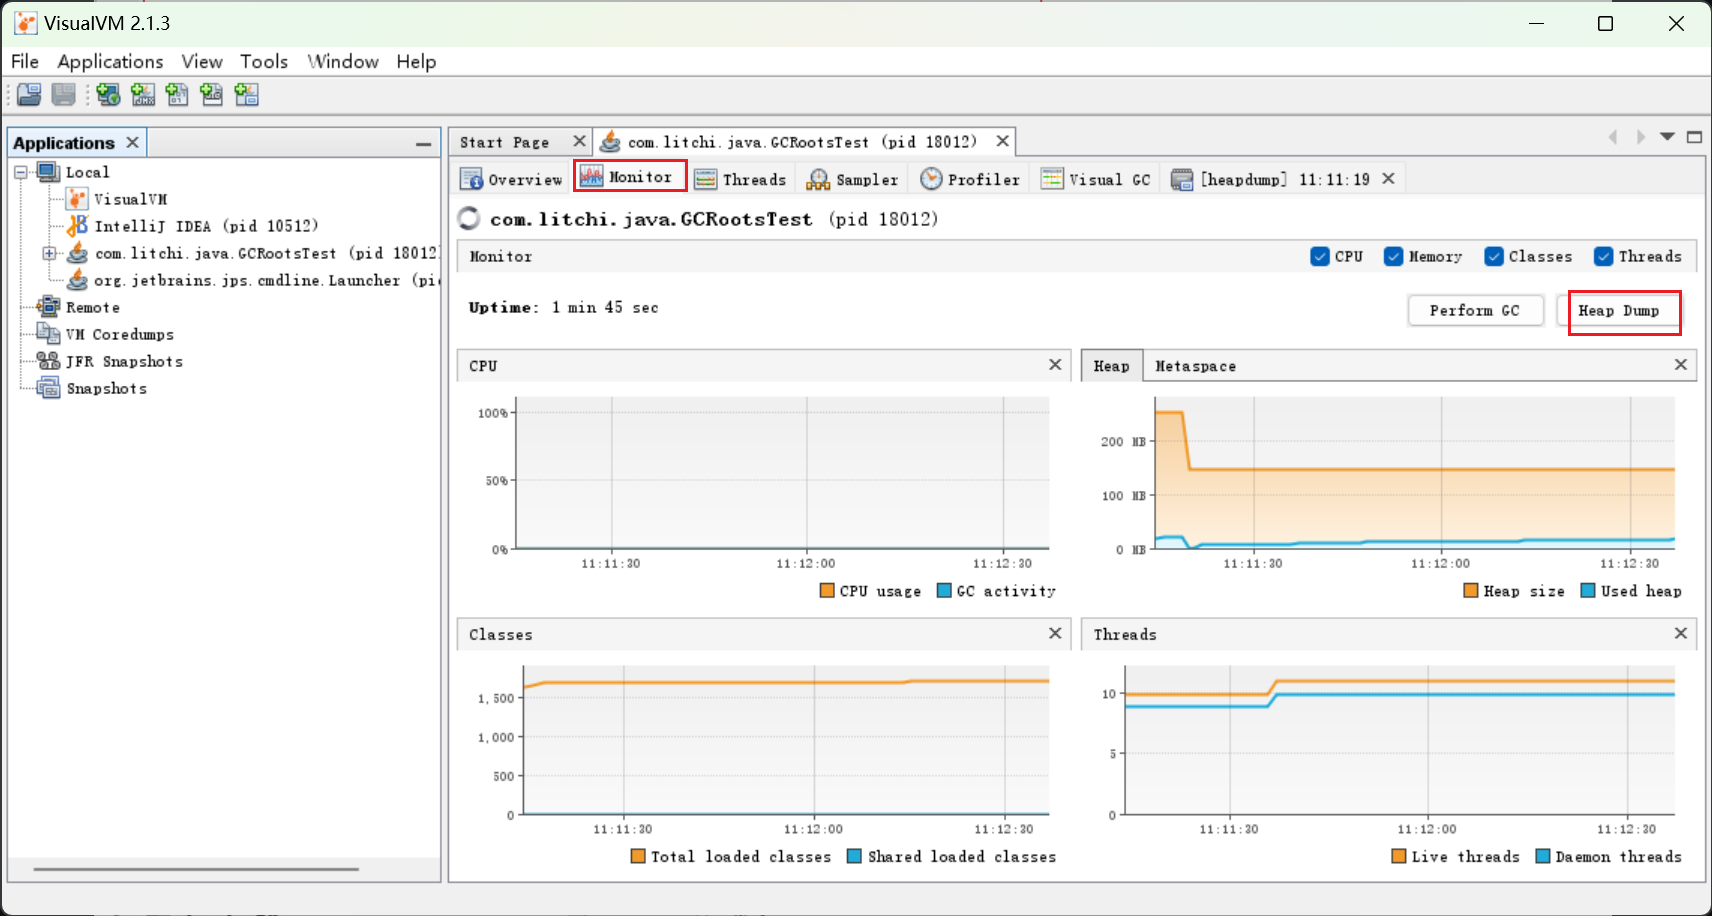 VisualVM 2.1.3
File Applications View Tools Window Help
Applications
Local
VisualVM
IntelliJ IDEA (pid 10512)
com.litchi.java.GCRootsTest (pid 18012)
org.jetbrains.jps.cmdline.Launcher (pi
Remote
VM Coredumps
JFR Snapshots
Snapshots
Start Page com.litchi.java.GCRootsTest (pid 18012)
Overview Monitor Threads Sampler Profiler Visual GC [heapdump] 11:11:19
com.litchi.java.GCRootsTest (pid 18012)
Monitor CPU Memory Classes Threads
Uptime: 1 min 45 sec Perform GC Heap Dump
CPU
100%
50%
0%
11:11:30 11:12:00 11:12:30
CPU usage GC activity
Heap Metaspace
200 MB
100 MB
0 MB
11:11:30 11:12:00 11:12:30
Heap size Used heap
Classes
1,500
1,000
500
0
11:11:30 11:12:00 11:12:30
Total loaded classes Shared loaded classes
Threads
10
5
0
11:11:30 11:12:00 11:12:30
Live threads Daemon threads